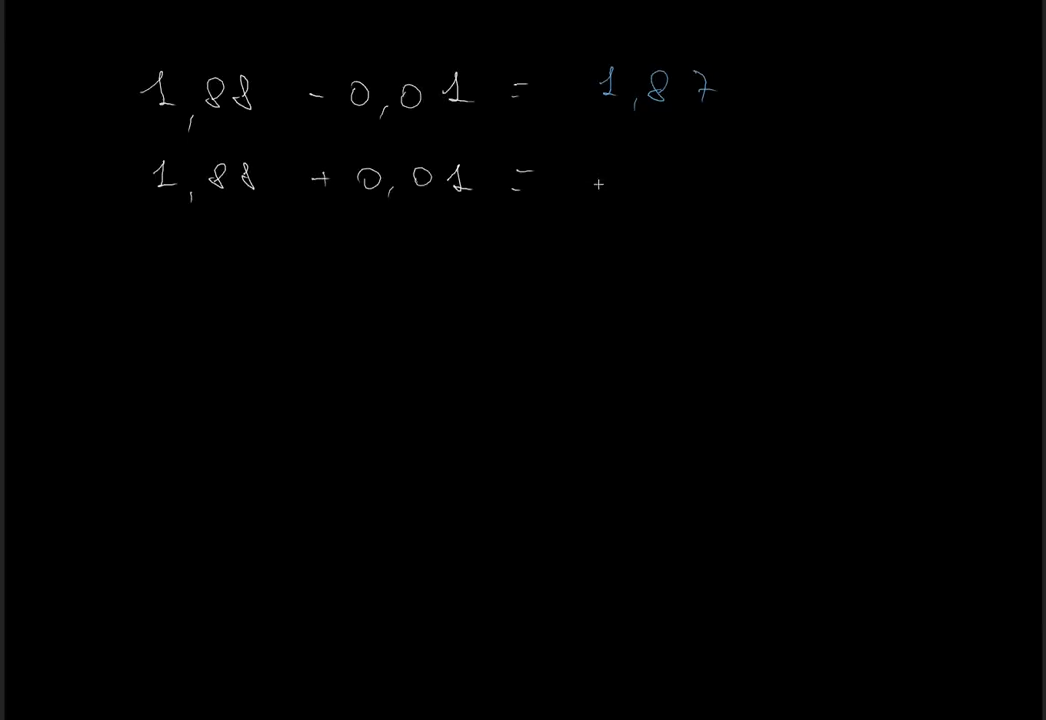 1,88 - 0,01 = 1,87
1,88 + 0,01 =